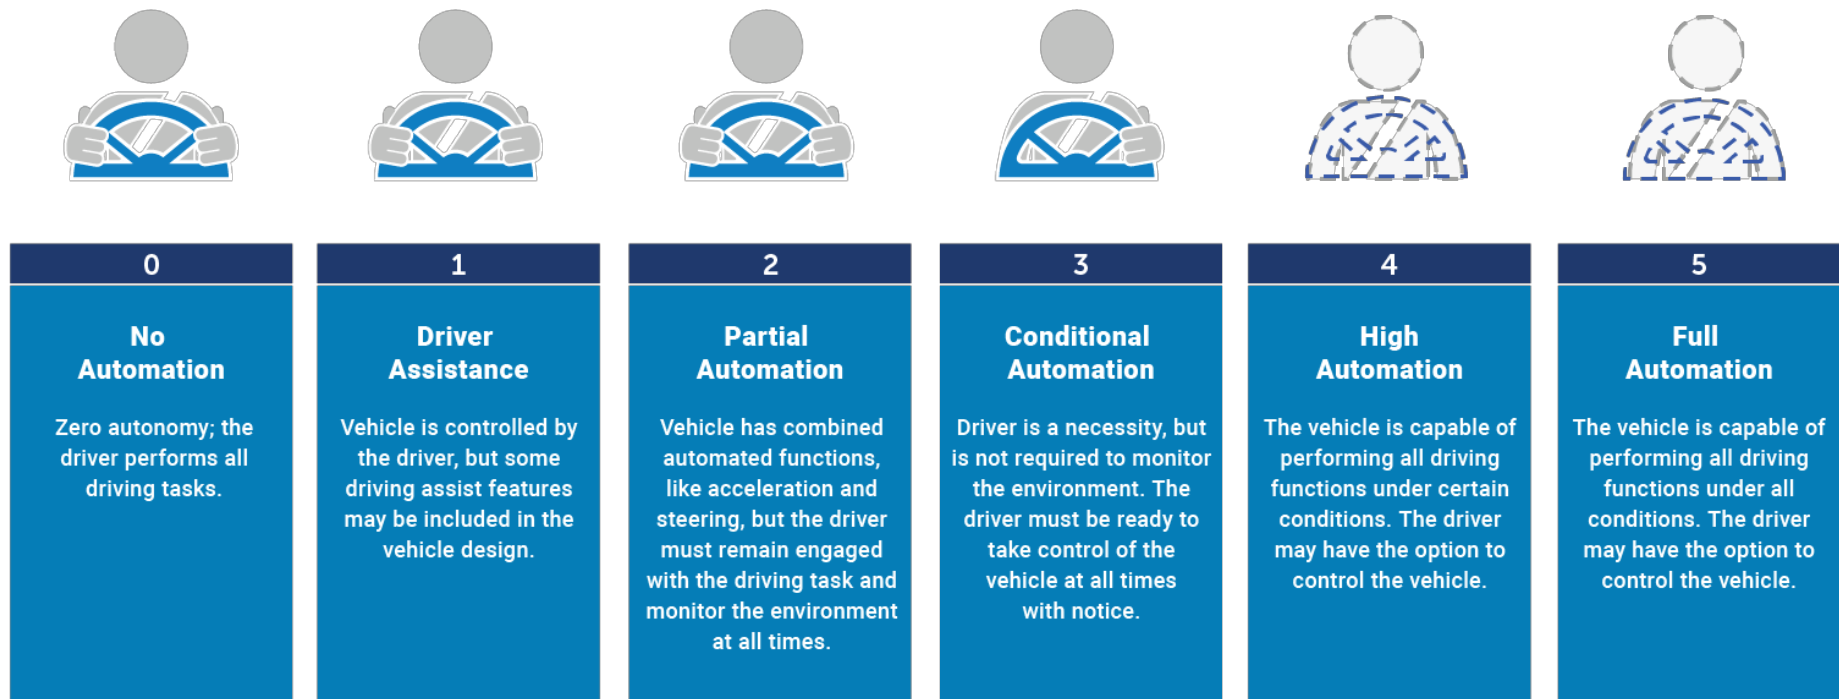 0
No
Automation
Zero autonomy; the
driver performs all
driving tasks.
1
Driver
Assistance
Vehicle is controlled by
the driver, but some
driving assist features
may be included in the
vehicle design.
2
Partial
Automation
Vehicle has combined
automated functions,
like acceleration and
steering, but the driver
must remain engaged
with the driving task and
monitor the environment
at all times.
3
Conditional
Automation
Driver is a necessity, but
is not required to monitor
the environment. The
driver must be ready to
take control of the
vehicle at all times
with notice.
4
High
Automation
The vehicle is capable of
performing all driving
functions under certain
conditions. The driver
may have the option to
control the vehicle.
5
Full
Automation
The vehicle is capable of
performing all driving
functions under all
conditions. The driver
may have the option to
control the vehicle.